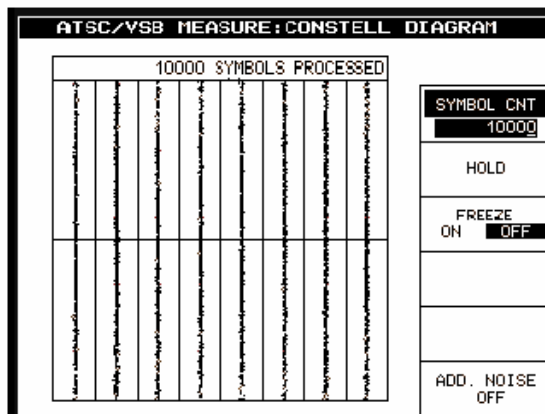 ATSC/VSB MEASURE:CONSTELL DIAGRAM
10000 SYMBOLS PROCESSED
SYMBOL CNT
10000
HOLD
FREEZE
ON OFF
ADD. NOISE
OFF